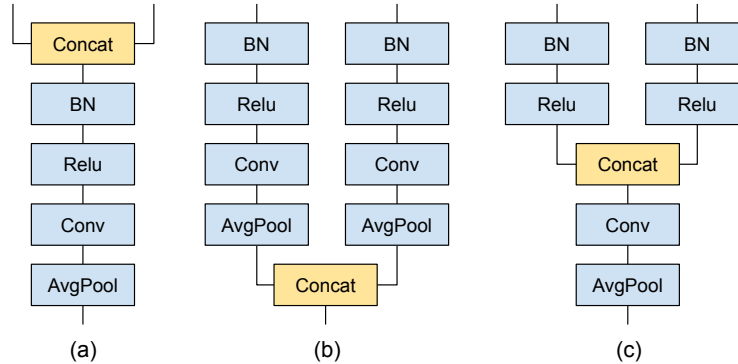 Concat
BN
Relu
Conv
AvgPool
(a)
BN BN
Relu Relu
Conv Conv
AvgPool AvgPool
Concat
(b)
BN BN
Relu Relu
Concat
Conv
AvgPool
(c)